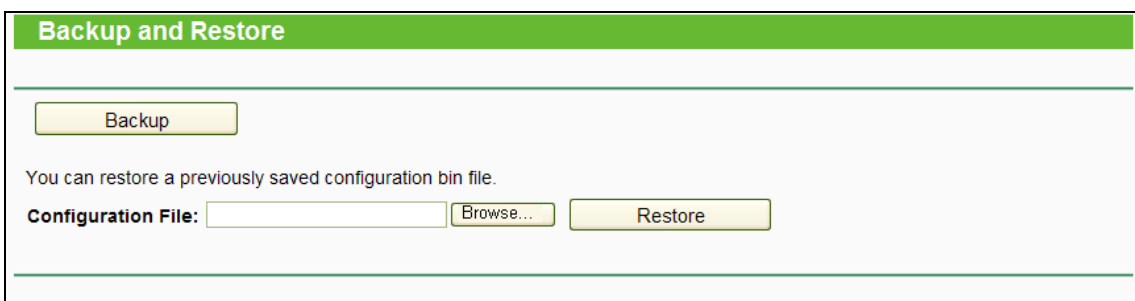 Backup and Restore
Backup
You can restore a previously saved configuration bin file.
Configuration File: Browse... Restore